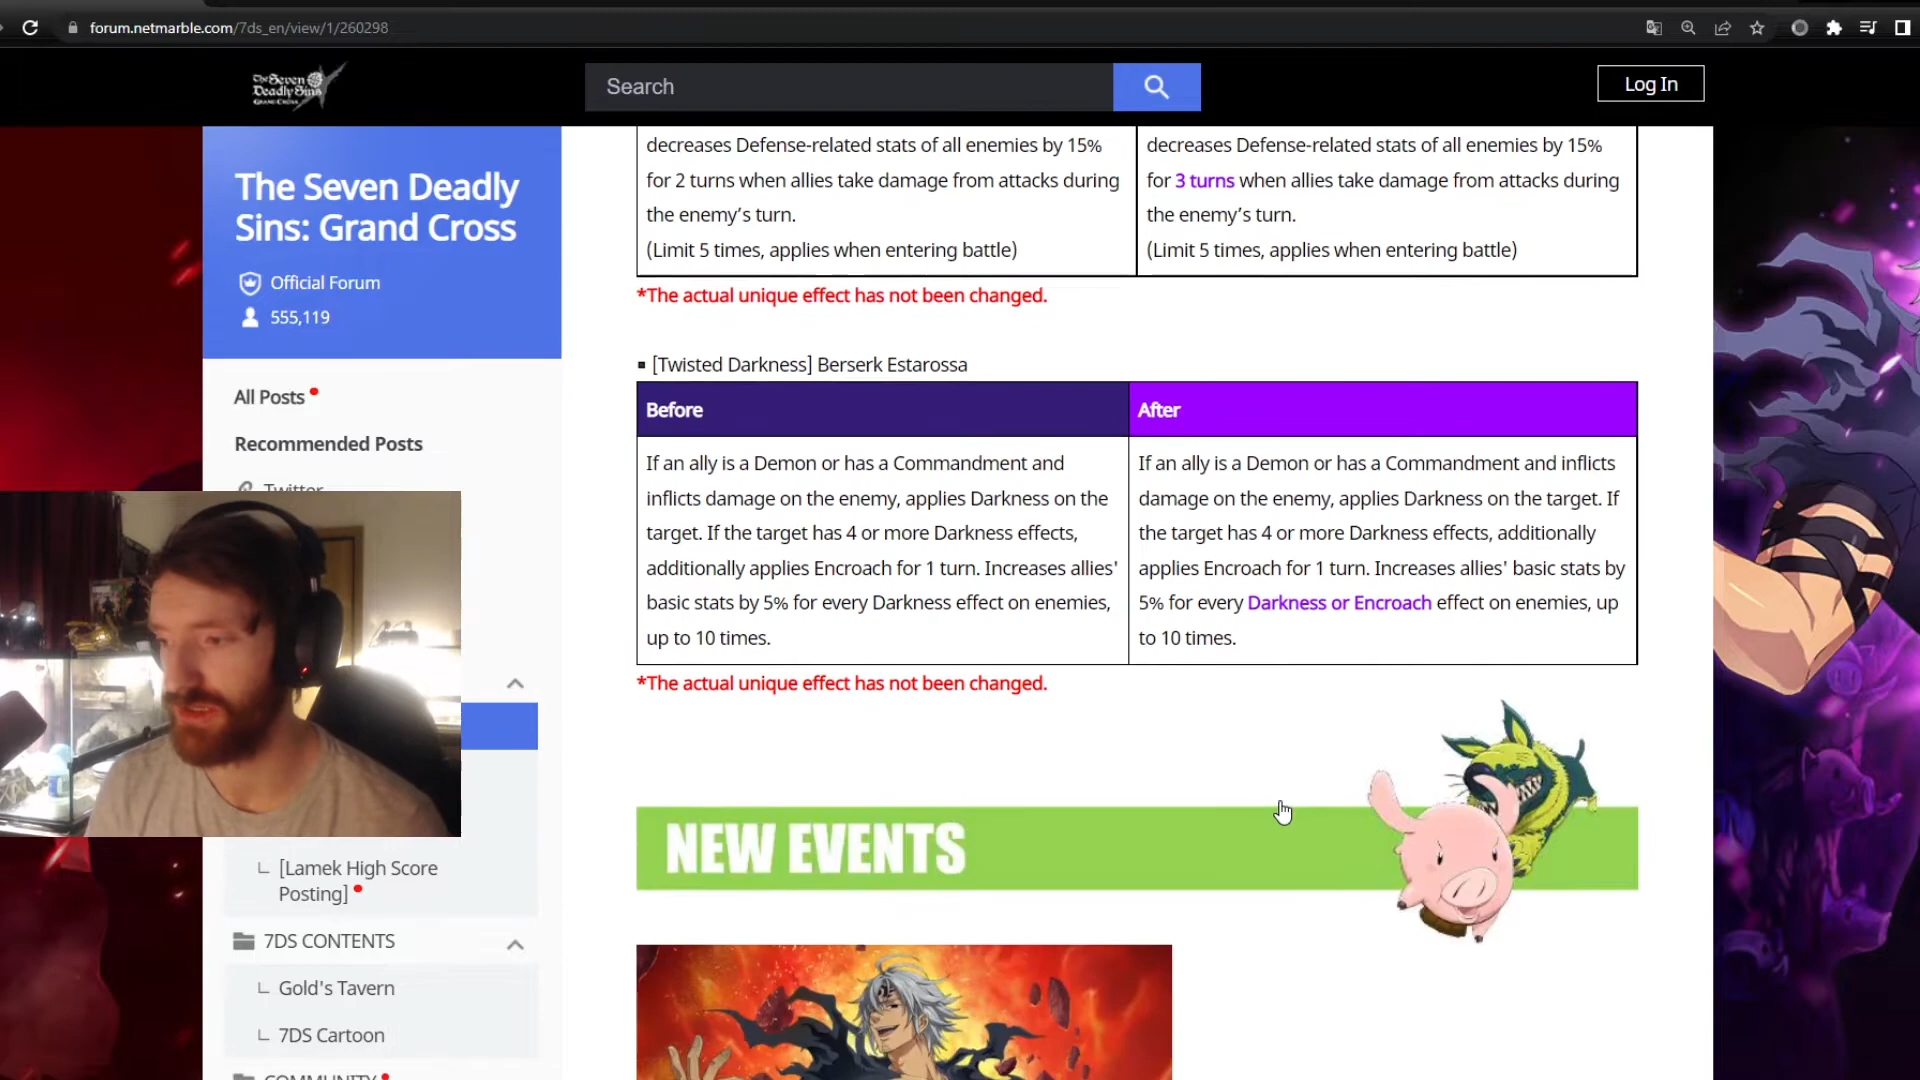 forum.netmarble.com/7ds_en/view/1/260298
The Seven
Deadly Sins
GRAND CROSS
Search
Log In
The Seven Deadly
Sins: Grand Cross
Official Forum
555,119
All Posts
Recommended Posts
Twitter
[Lamek High Score
Posting]
7DS CONTENTS
Gold's Tavern
7DS Cartoon
COMMUNITY
decreases Defense-related stats of all enemies by 15%
for 2 turns when allies take damage from attacks during
the enemy's turn.
(Limit 5 times, applies when entering battle)
decreases Defense-related stats of all enemies by 15%
for 3 turns when allies take damage from attacks during
the enemy's turn.
(Limit 5 times, applies when entering battle)
*The actual unique effect has not been changed.
▪ [Twisted Darkness] Berserk Estarossa
Before
After
If an ally is a Demon or has a Commandment and
inflicts damage on the enemy, applies Darkness on the
target. If the target has 4 or more Darkness effects,
additionally applies Encroach for 1 turn. Increases allies'
basic stats by 5% for every Darkness effect on enemies,
up to 10 times.
If an ally is a Demon or has a Commandment and inflicts
damage on the enemy, applies Darkness on the target. If
the target has 4 or more Darkness effects, additionally
applies Encroach for 1 turn. Increases allies' basic stats by
5% for every Darkness or Encroach effect on enemies, up
to 10 times.
*The actual unique effect has not been changed.
NEW EVENTS